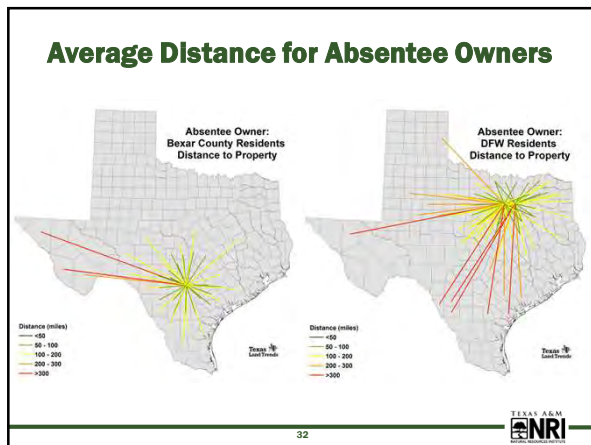 Average Distance for Absentee Owners
Absentee Owner:
Bexar County Residents
Distance to Property
Distance (miles)
<50
50 - 100
100 - 200
200 - 300
>300
Texas
Land Trends
Absentee Owner:
DFW Residents
Distance to Property
Distance (miles)
<50
50 - 100
100 - 200
200 - 300
>300
Texas
Land Trends
32
TEXAS A&M
NRI
NATURAL RESOURCES INSTITUTE